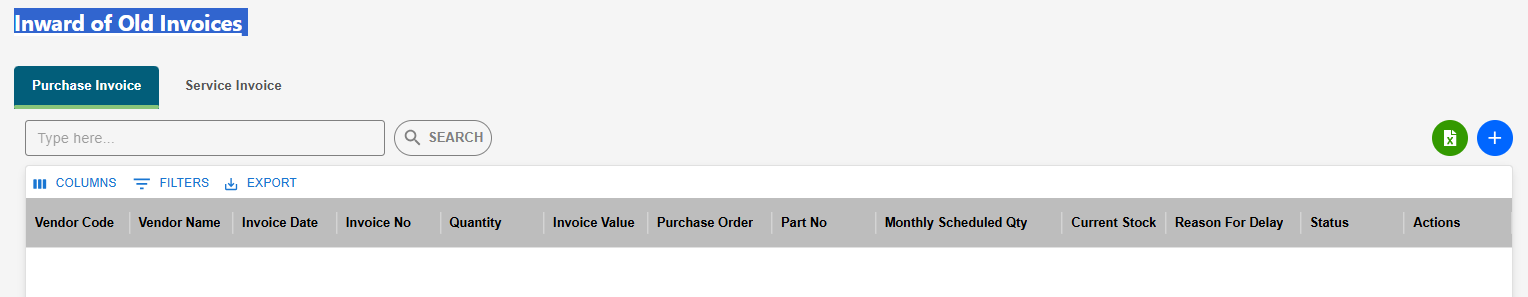 Inward of Old Invoices
Purchase Invoice Service Invoice
Type here... SEARCH
COLUMNS FILTERS EXPORT
Vendor Code Vendor Name Invoice Date Invoice No Quantity Invoice Value Purchase Order Part No Monthly Scheduled Qty Current Stock Reason For Delay Status Actions